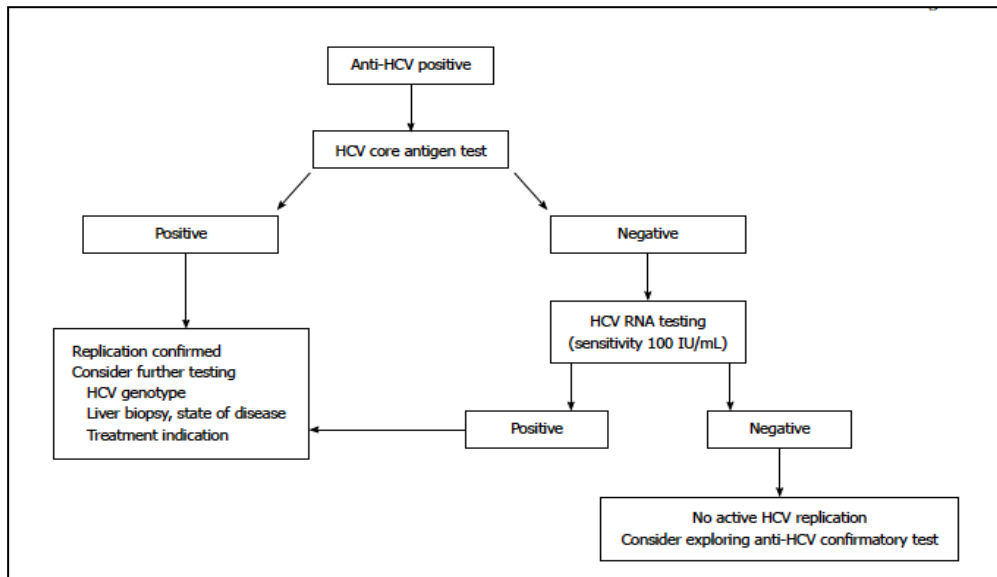 Anti-HCV positive
HCV core antigen test
Positive
Negative
HCV RNA testing
(sensitivity 100 IU/mL)
Replication confirmed
Consider further testing
HCV genotype
Liver biopsy, state of disease
Treatment indication
Positive
Negative
No active HCV replication
Consider exploring anti-HCV confirmatory test